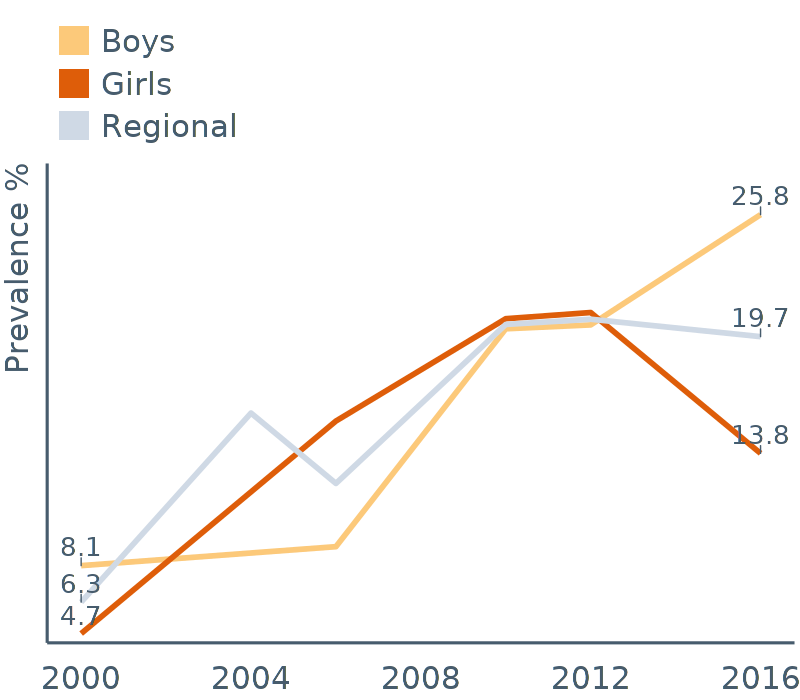 Boys
Girls
Regional
Prevalence %
25.8
19.7
13.8
8.1
6.3
4.7
2000 2004 2008 2012 2016